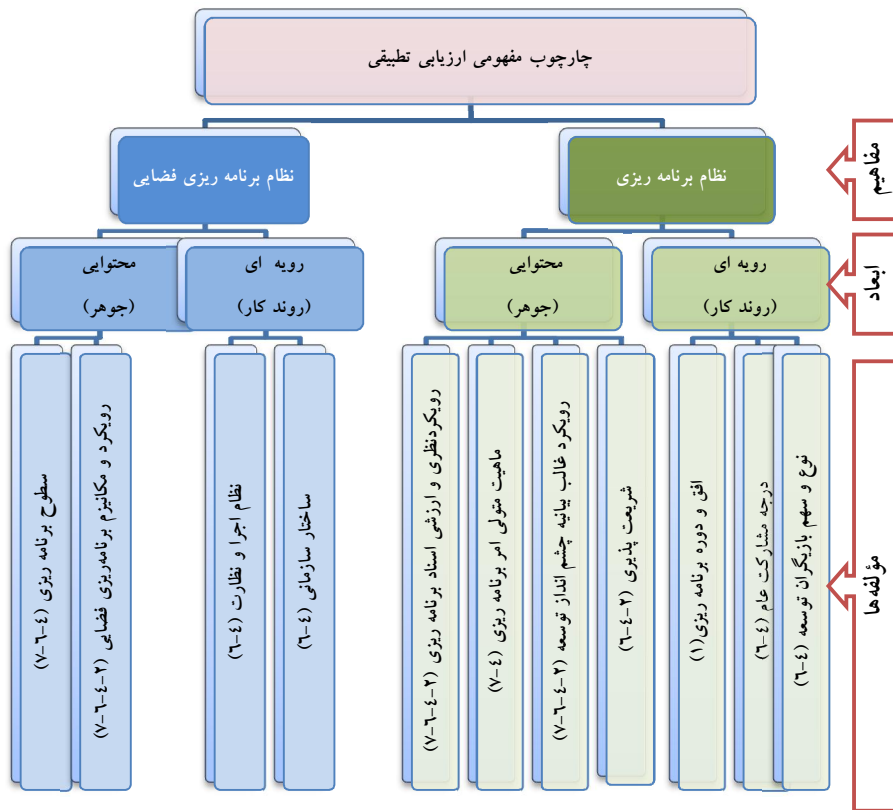 چارچوب مفهومی ارزیابی تطبیقی
مفاهیم
نظام برنامه ریزی
نظام برنامه ریزی فضایی
ابعاد
رویه ای
(روند کار)
محتوایی
(جوهر)
رویه ای
(روند کار)
محتوایی
(جوهر)
مؤلفه‌ها
نوع و سهم بازیگران توسعه (٤-٦)
درجه مشارکت عام (٤-٦)
افق و دوره برنامه ریزی(١)
شریعت پذیری (٢-٤-٦)
رویکرد غالب بیانیه چشم انداز توسعه (٢-٤-٦-٧)
ماهیت متولی امر برنامه ریزی (٤-٧)
رویکردنظری و ارزشی اسناد برنامه ریزی (٢-٤-٦-٧)
ساختار سازمانی (٤-٦)
نظام اجرا و نظارت (٤-٦)
رویکرد و مکانیزم برنامه‌ریزی فضایی (٢-٤-٦-٧)
سطوح برنامه ریزی (٤-٦-٧)